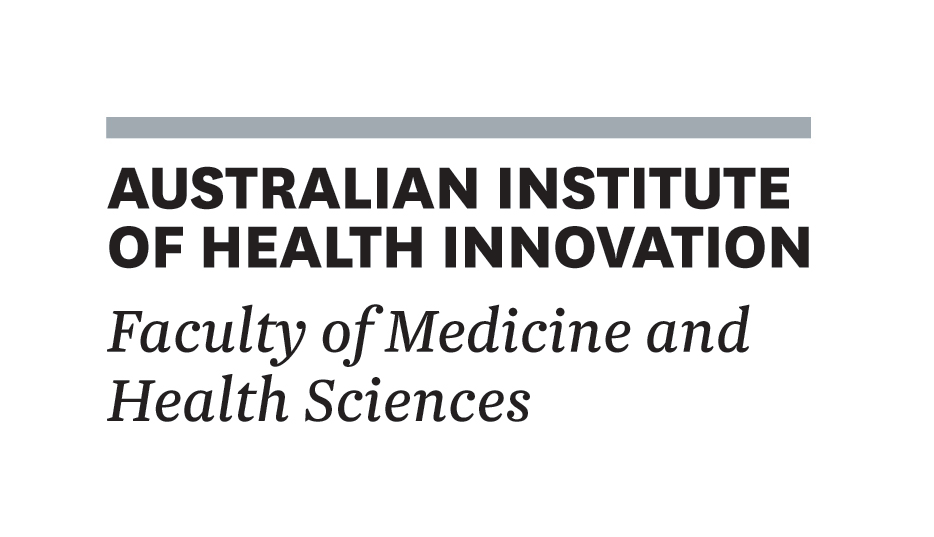 AUSTRALIAN INSTITUTE
OF HEALTH INNOVATION
Faculty of Medicine and
Health Sciences